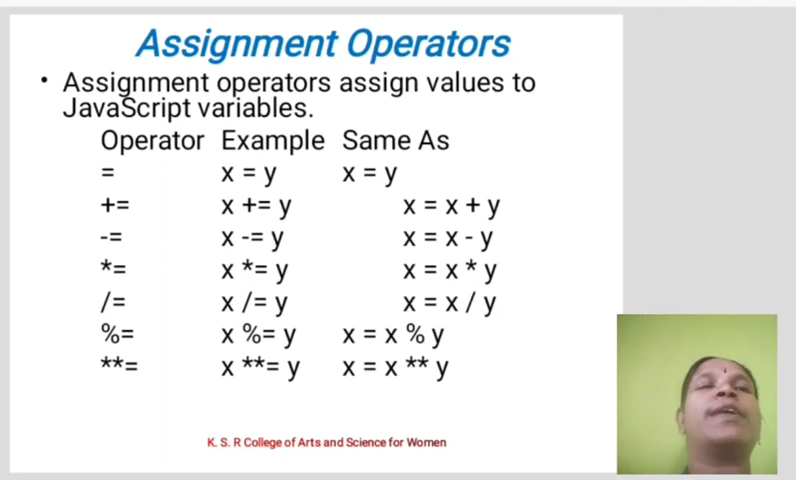 Assignment Operators
• Assignment operators assign values to
JavaScript variables.
Operator Example Same As
= x = y x = y
+= x += y x = x + y
-= x -= y x = x - y
*= x *= y x = x * y
/= x /= y x = x / y
%= x %= y x = x % y
**= x **= y x = x ** y
K. S. R College of Arts and Science for Women